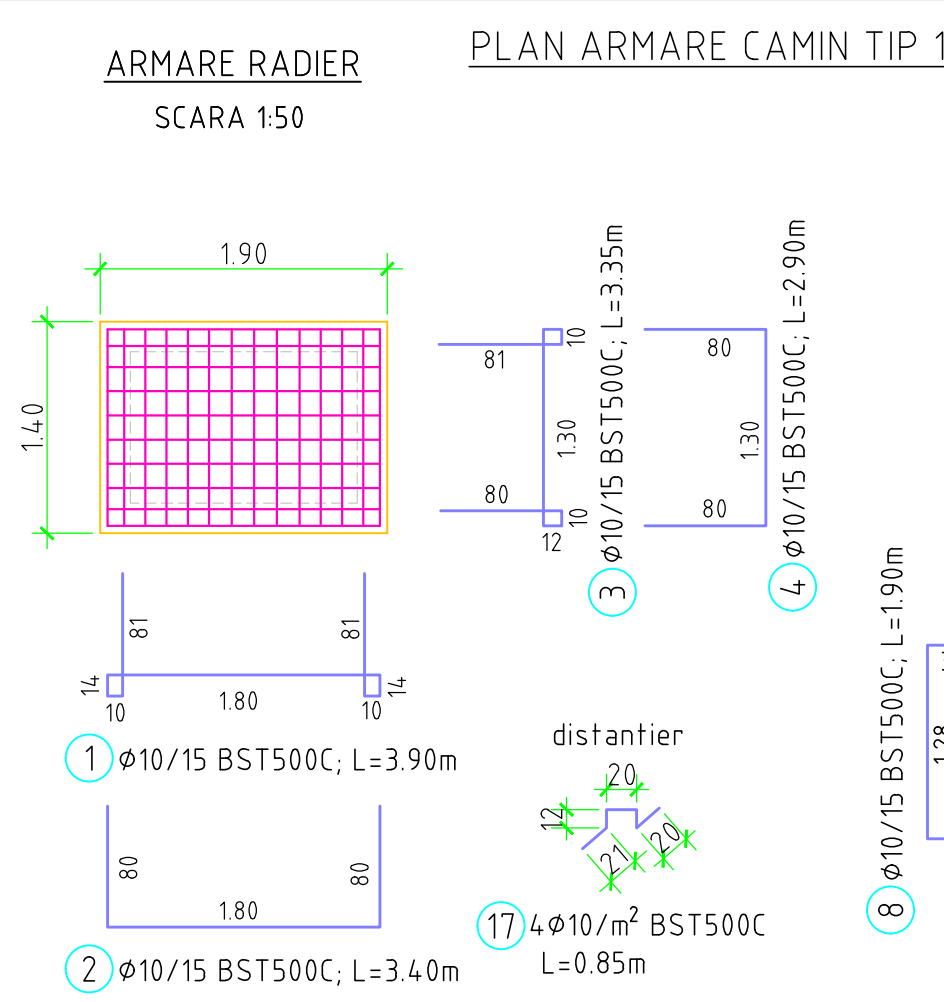 PLAN ARMARE CAMIN TIP 1
ARMARE RADIER
SCARA 1:50
1.90
1.40
81
10
1.30
80
10
12
3 Φ10/15 BST500C; L=3.35m
80
1.30
80
4 Φ10/15 BST500C; L=2.90m
81
81
14
14
1.80
10
10
1 Φ10/15 BST500C; L=3.90m
80
80
1.80
2 Φ10/15 BST500C; L=3.40m
distantier
20
12
21
20
17 4Φ10/m² BST500C
L=0.85m
8 Φ10/15 BST500C; L=1.90m
1.28